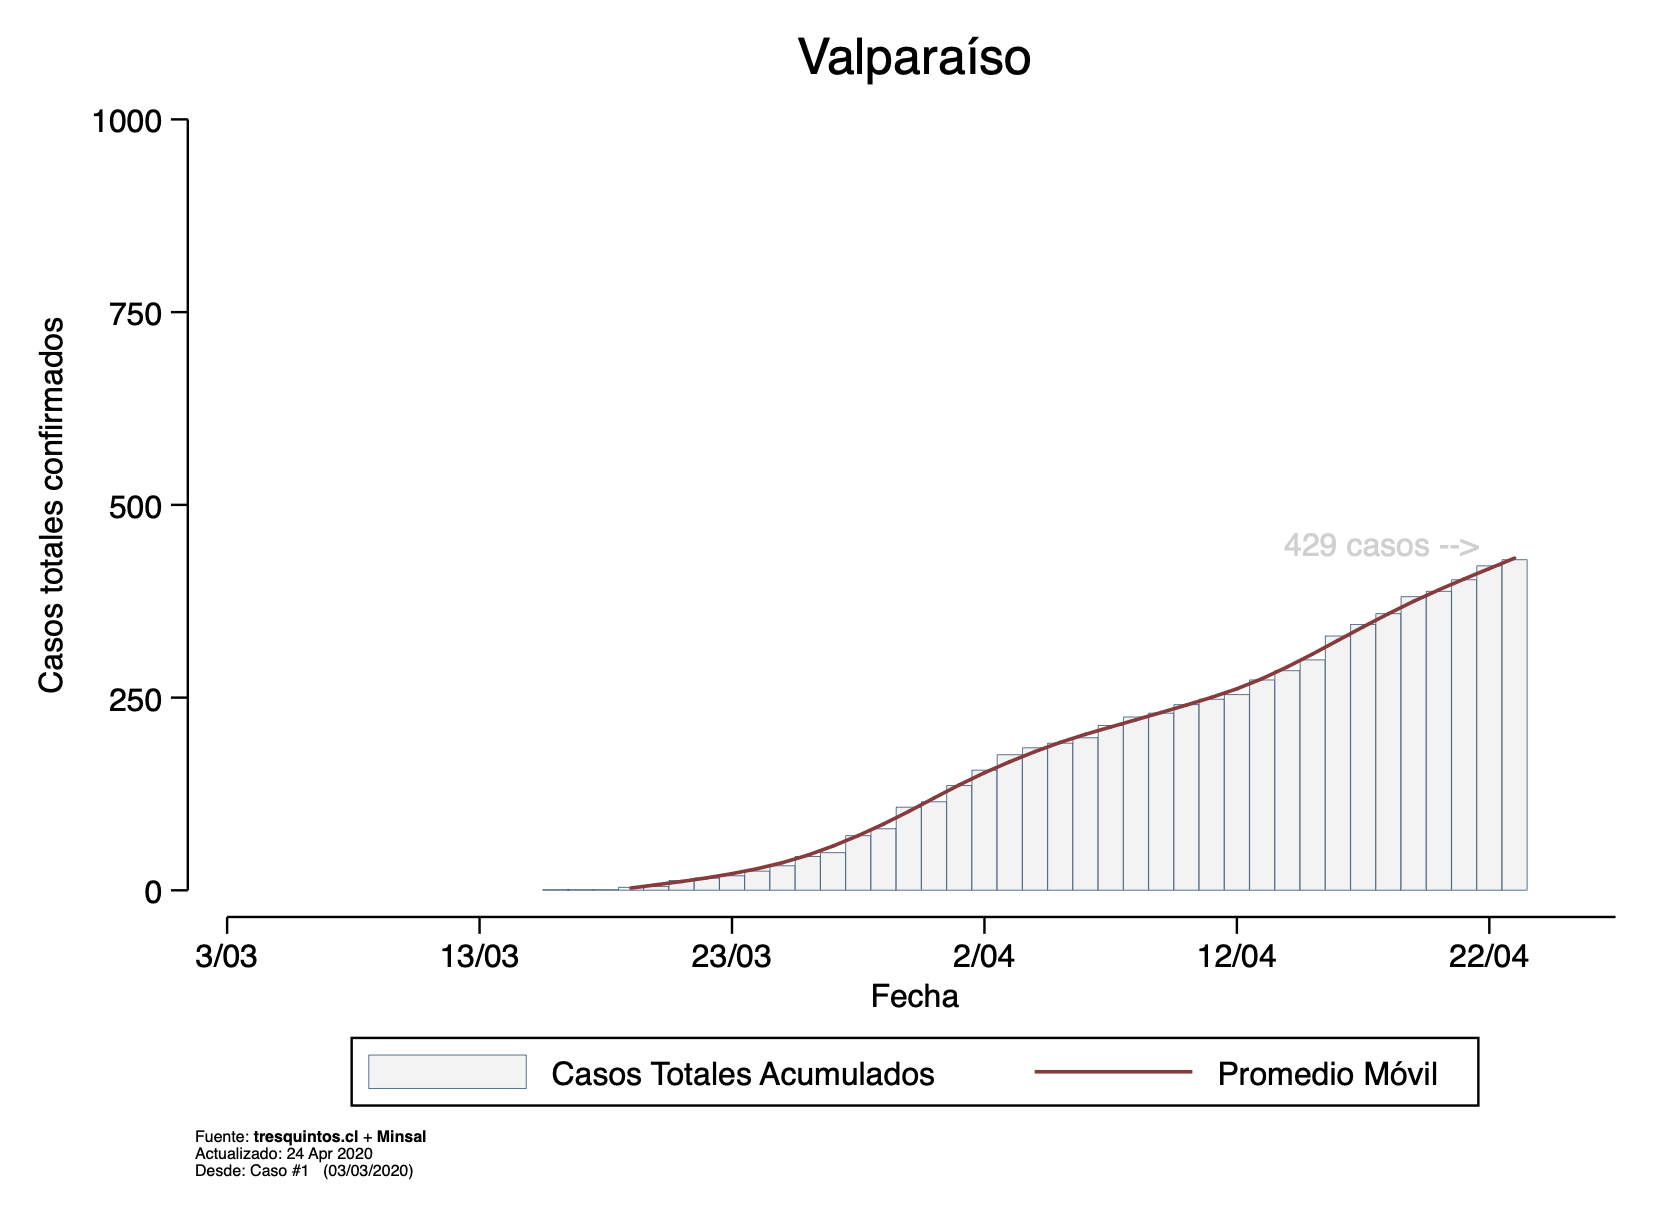 Valparaíso
1000
750
500
250
0
Casos totales confirmados
429 casos -->
3/03 13/03 23/03 2/04 12/04 22/04
Fecha
Casos Totales Acumulados Promedio Móvil
Fuente: tresquintos.cl + Minsal
Actualizado: 24 Apr 2020
Desde: Caso #1 (03/03/2020)